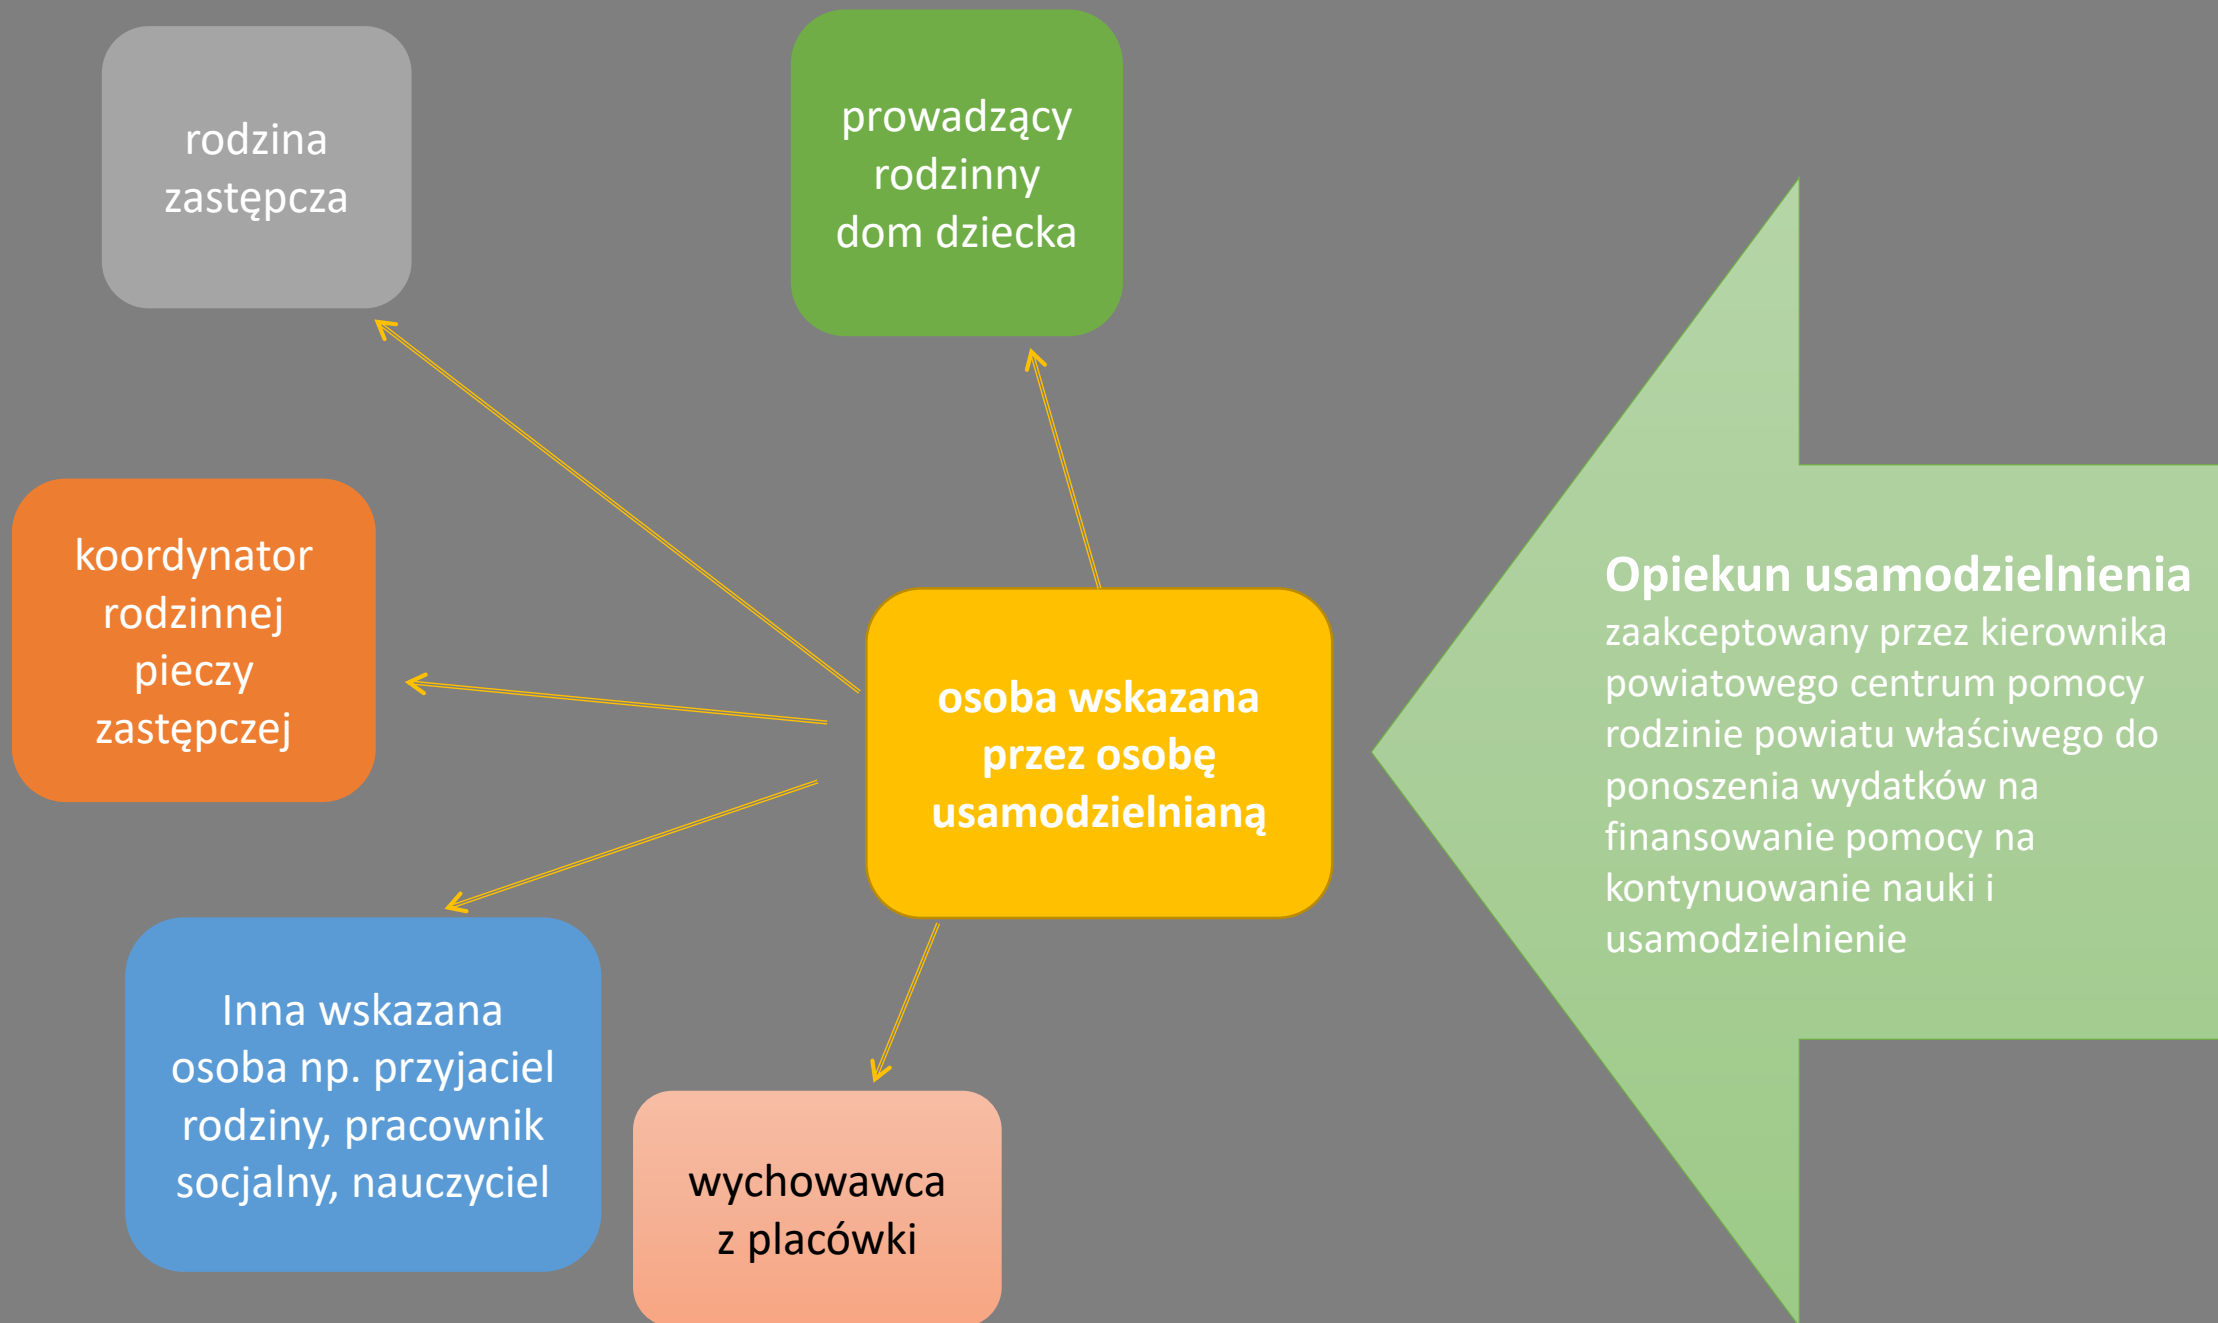 rodzina
zastępcza
prowadzący
rodzinny
dom dziecka
koordynator
rodzinnej
pieczy
zastępczej
osoba wskazana
przez osobę
usamodzielnianą
Opiekun usamodzielnienia
zaakceptowany przez kierownika
powiatowego centrum pomocy
rodzinie powiatu właściwego do
ponoszenia wydatków na
finansowanie pomocy na
kontynuowanie nauki i
usamodzielnienie
Inna wskazana
osoba np. przyjaciel
rodziny, pracownik
socjalny, nauczyciel
wychowawca
z placówki